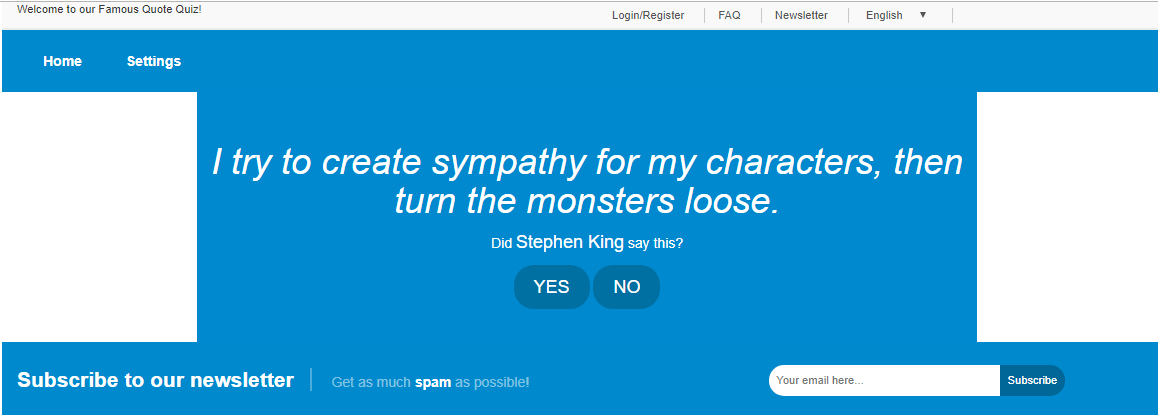 Welcome to our Famous Quote Quiz!
Login/Register FAQ Newsletter English ▼
Home Settings
I try to create sympathy for my characters, then
turn the monsters loose.
Did Stephen King say this?
YES NO
Subscribe to our newsletter Get as much spam as possible! Your email here... Subscribe